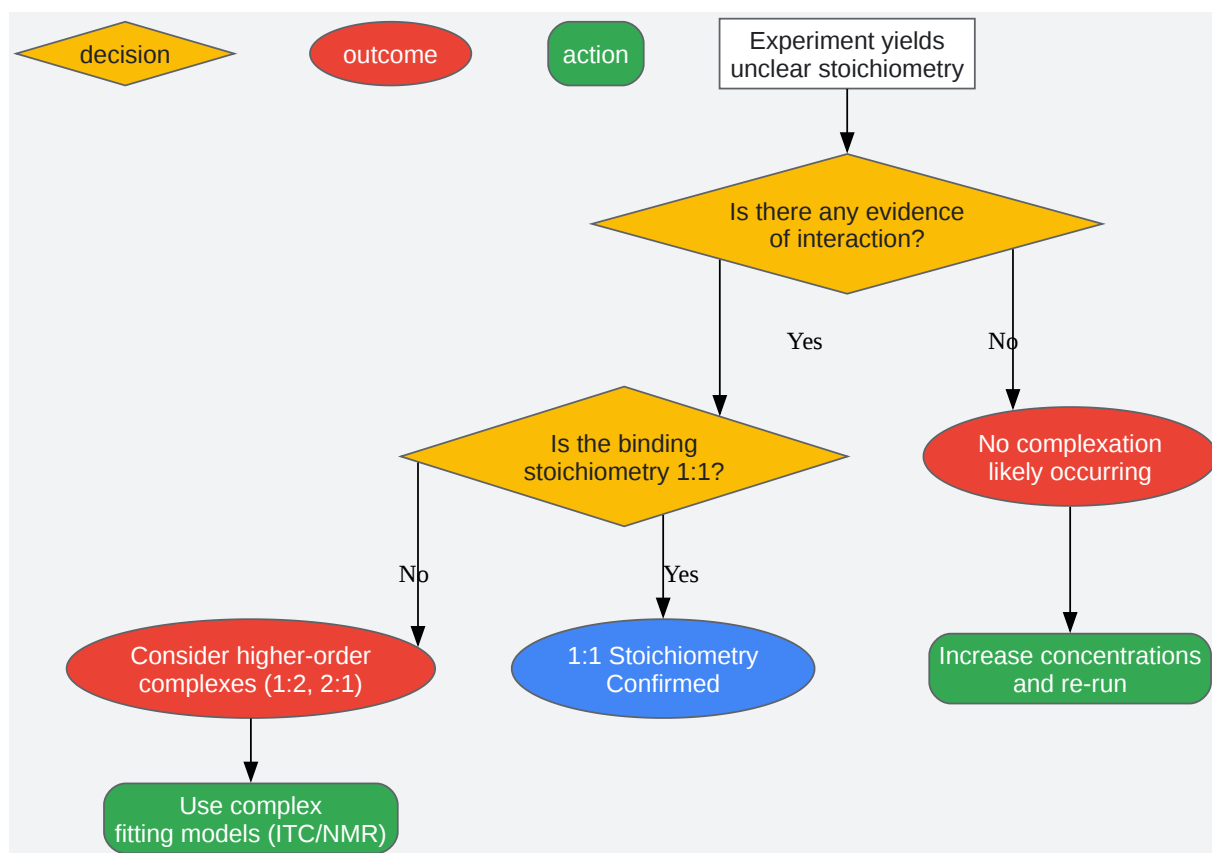 decision
outcome
action
Experiment yields
unclear stoichiometry
Is there any evidence
of interaction?
Yes
No
Is the binding
stoichiometry 1:1?
No complexation
likely occurring
No
Yes
Consider higher-order
complexes (1:2, 2:1)
1:1 Stoichiometry
Confirmed
Increase concentrations
and re-run
Use complex
fitting models (ITC/NMR)